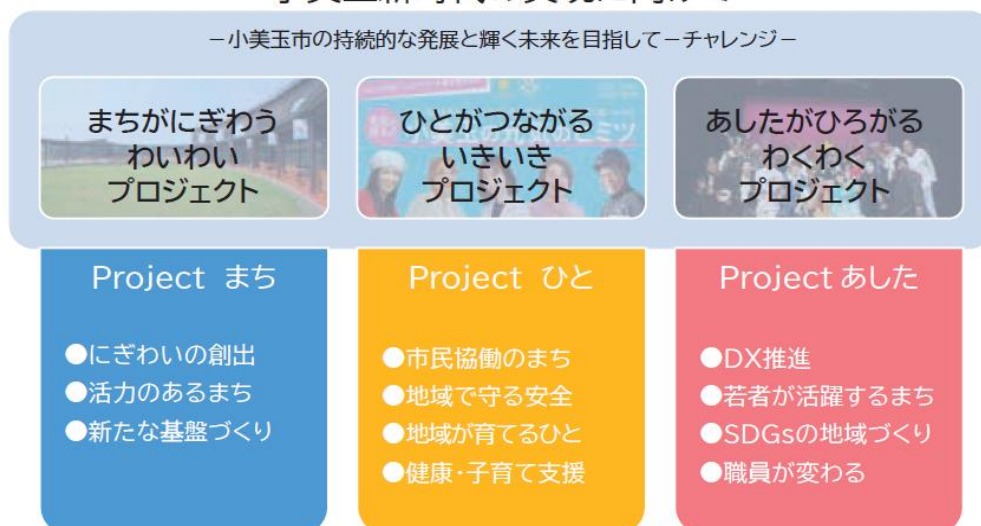 －小美玉市の持続的な発展と輝く未来を目指して－チャレンジ－
まちがにぎわう
わいわい
プロジェクト
ひとがつながる
いきいき
プロジェクト
あしたがひろがる
わくわく
プロジェクト
Project まち
●にぎわいの創出
●活力のあるまち
●新たな基盤づくり
Project ひと
●市民協働のまち
●地域で守る安全
●地域が育てるひと
●健康・子育て支援
Project あした
●DX推進
●若者が活躍するまち
●SDGsの地域づくり
●職員が変わる